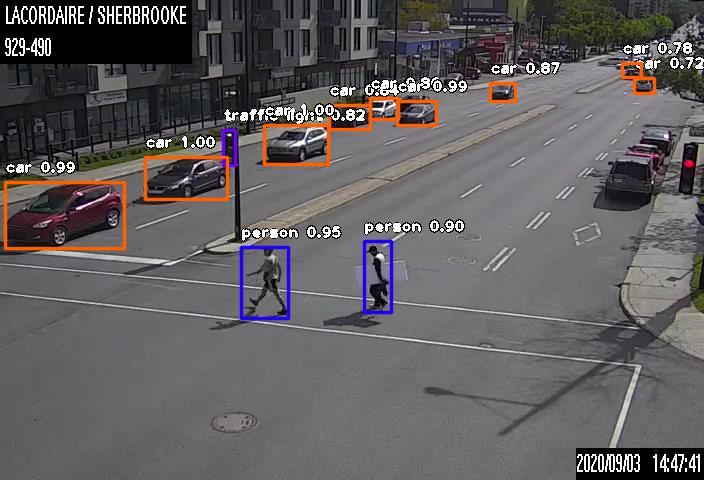 LACORDAIRE / SHERBROOKE
929-490
car 0.78
car 0.72
car 0.87
car 0.99
car 1.00
traffic light 0.82
car 1.00
car 0.99
person 0.95
person 0.90
2020/09/03 14:47:41